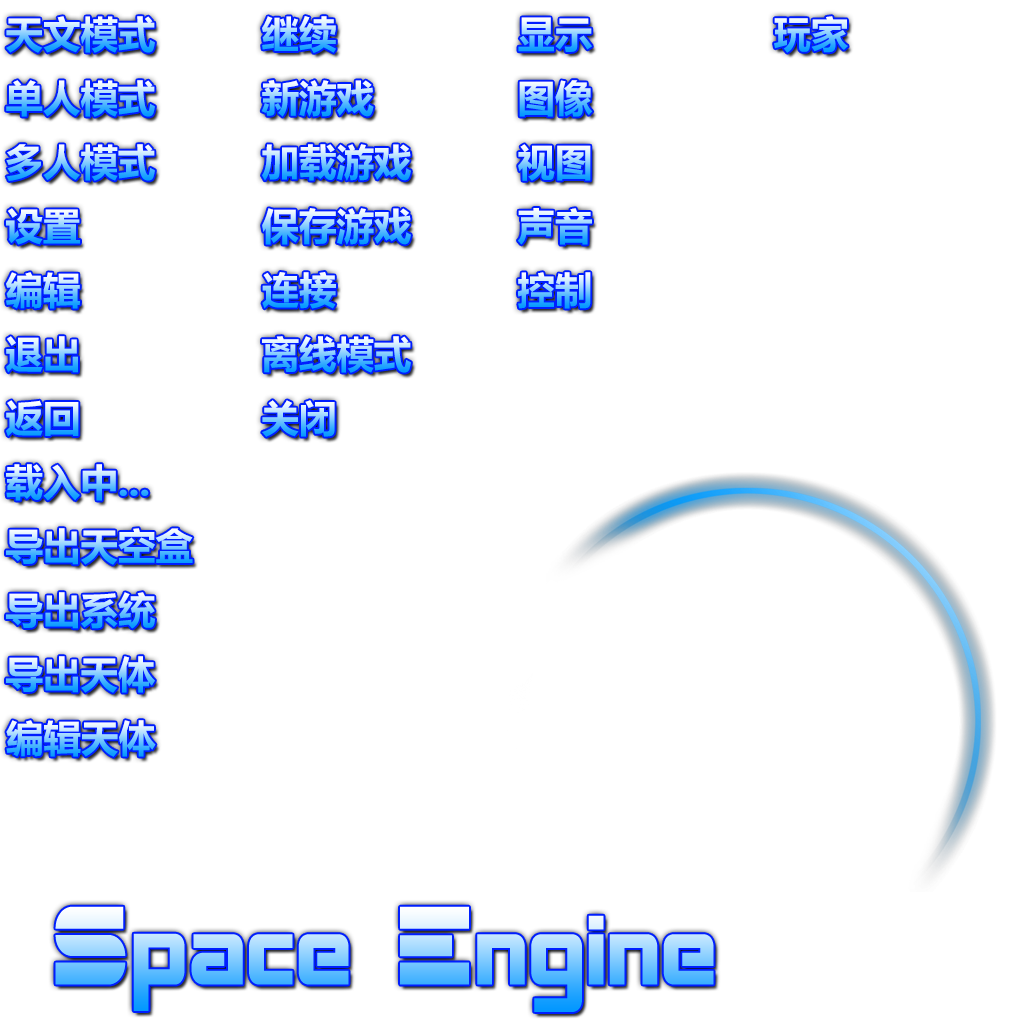 天文模式 继续 显示 玩家
单人模式 新游戏 图像
多人模式 加载游戏 视图
设置 保存游戏 声音
编辑 连接 控制
退出 离线模式
返回 关闭
载入中...
导出天空盒
导出系统
导出天体
编辑天体
Space Engine